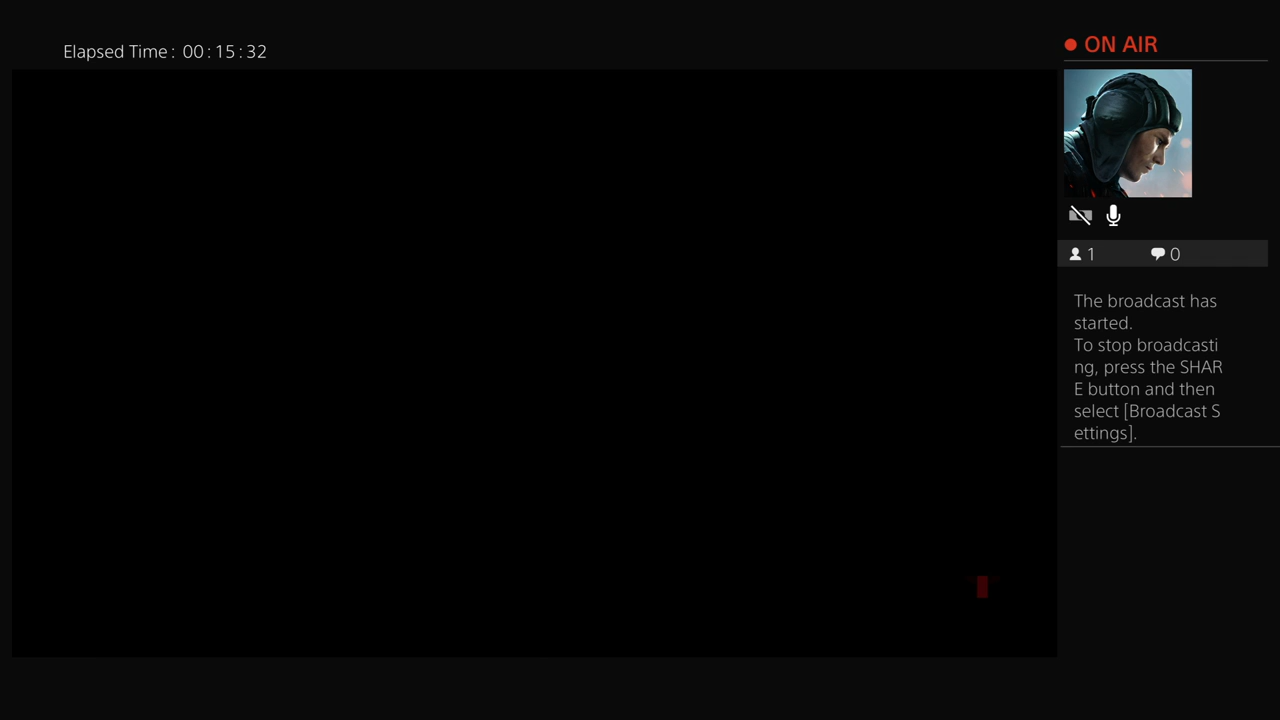 Elapsed Time: 00:15:32
ON AIR
1 0
The broadcast has
started.
To stop broadcasti
ng, press the SHAR
E button and then
select [Broadcast S
ettings].